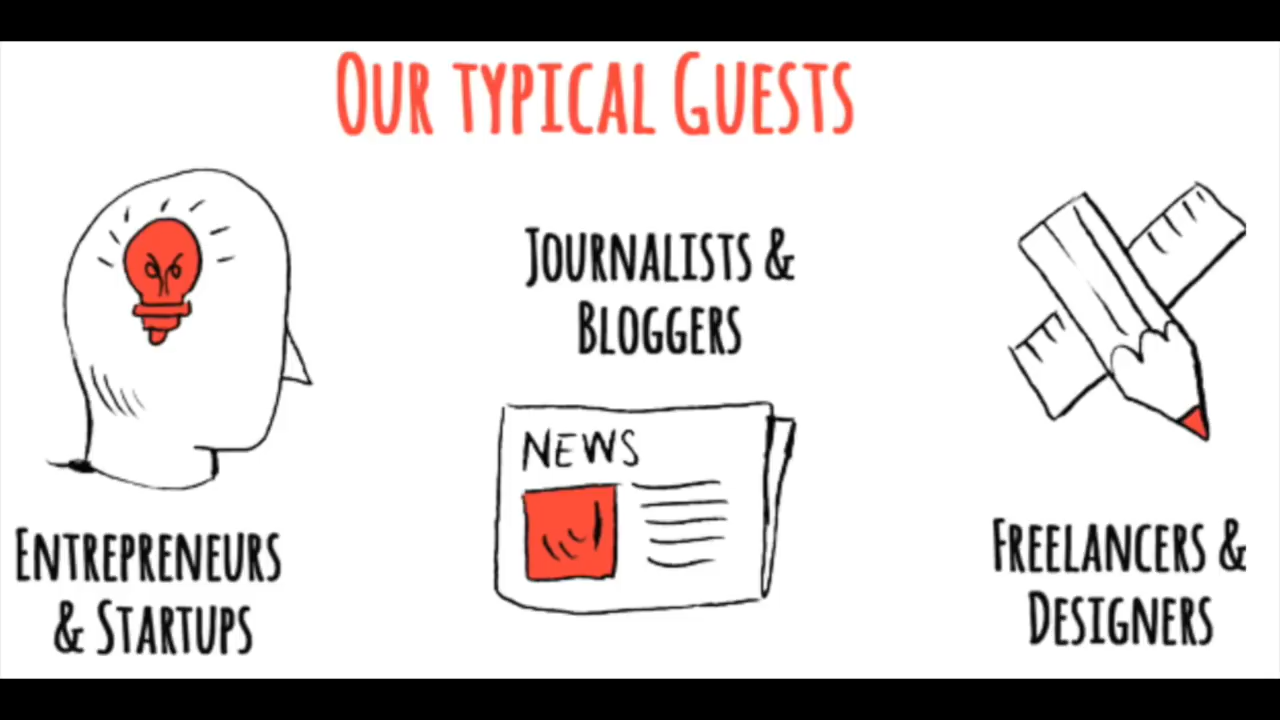 OUR TYPICAL GUESTS
ENTREPRENEURS
& STARTUPS
JOURNALISTS &
BLOGGERS
NEWS
FREELANCERS &
DESIGNERS